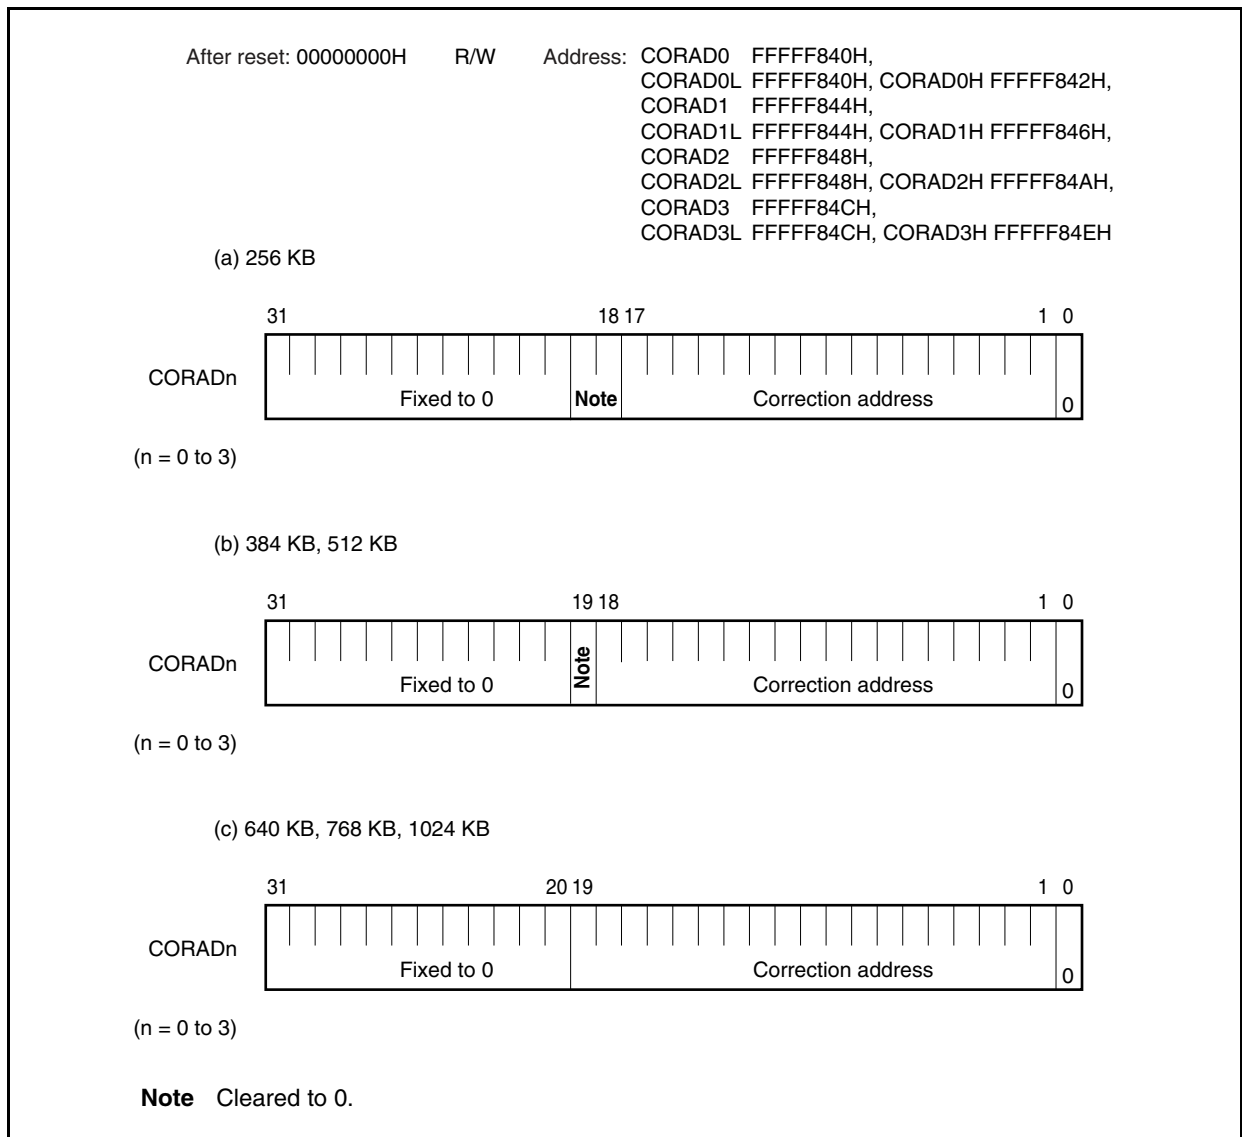 After reset: 00000000H R/W Address: CORAD0 FFFFF840H,
CORAD0L FFFFF840H, CORAD0H FFFFF842H,
CORAD1 FFFFF844H,
CORAD1L FFFFF844H, CORAD1H FFFFF846H,
CORAD2 FFFFF848H,
CORAD2L FFFFF848H, CORAD2H FFFFF84AH,
CORAD3 FFFFF84CH,
CORAD3L FFFFF84CH, CORAD3H FFFFF84EH
(a) 256 KB
31 18 17 1 0
CORADn
Fixed to 0 Note Correction address 0
(n = 0 to 3)
(b) 384 KB, 512 KB
31 19 18 1 0
CORADn
Fixed to 0 Note Correction address 0
(n = 0 to 3)
(c) 640 KB, 768 KB, 1024 KB
31 20 19 1 0
CORADn
Fixed to 0 Correction address 0
(n = 0 to 3)
Note Cleared to 0.